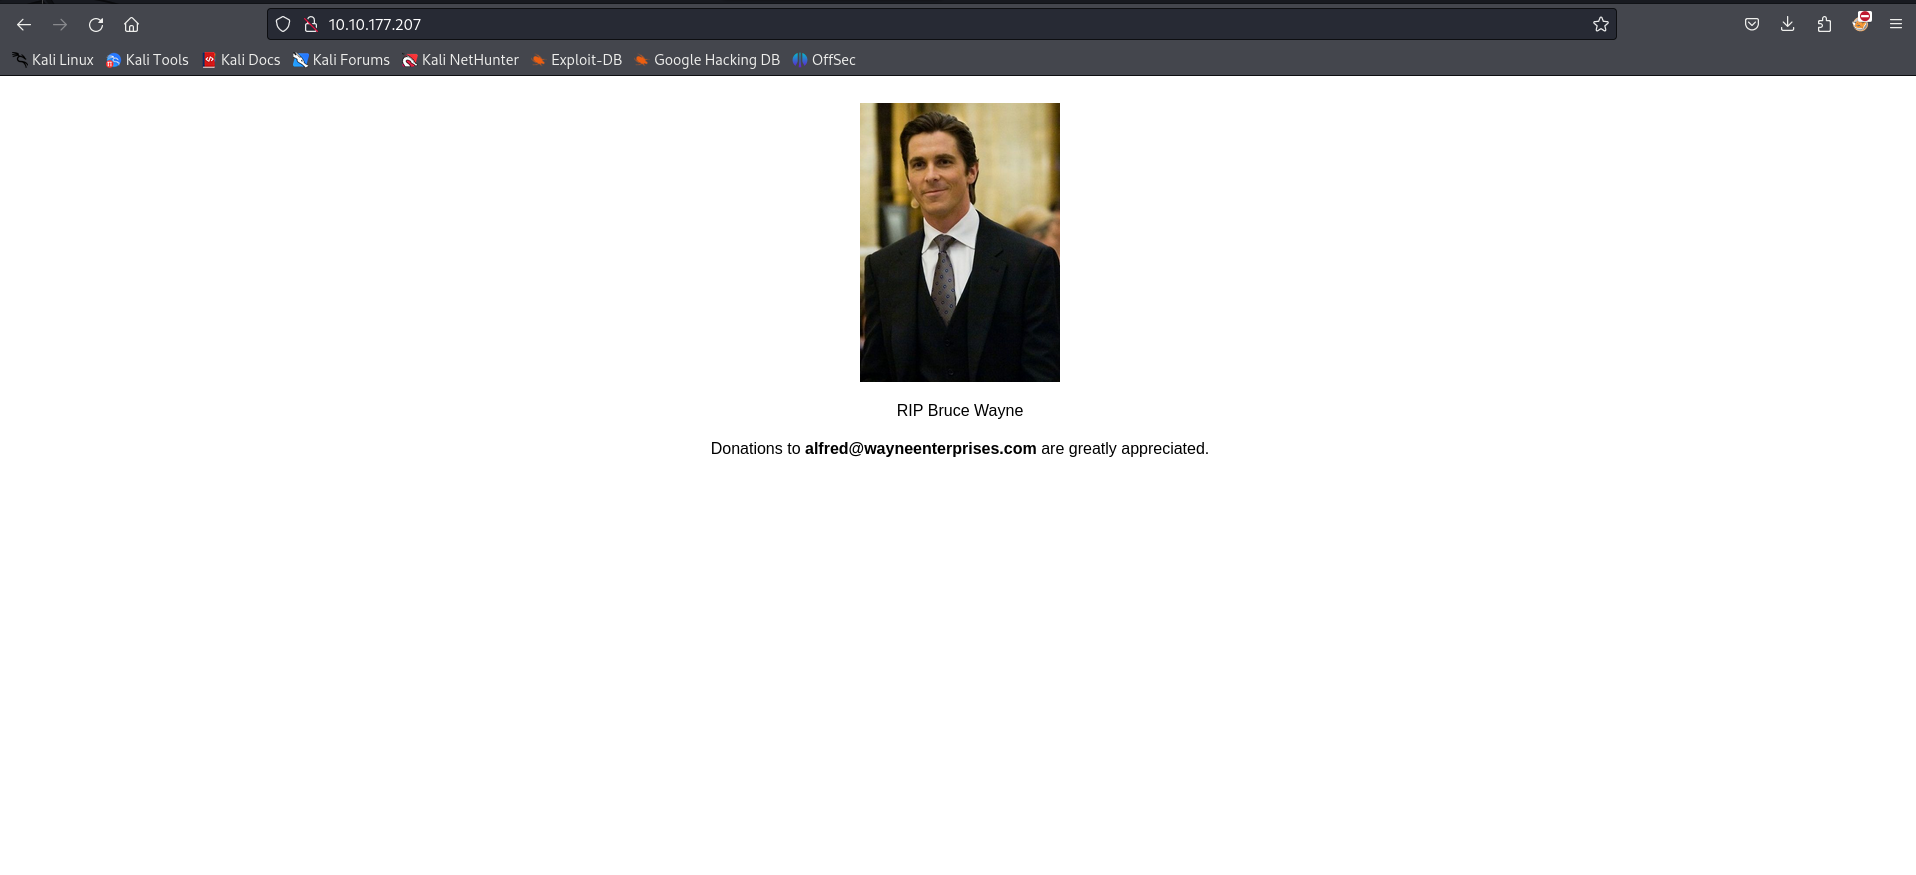 10.10.177.207
Kali Linux Kali Tools Kali Docs Kali Forums Kali NetHunter Exploit-DB Google Hacking DB OffSec
RIP Bruce Wayne
Donations to alfred@wayneenterprises.com are greatly appreciated.